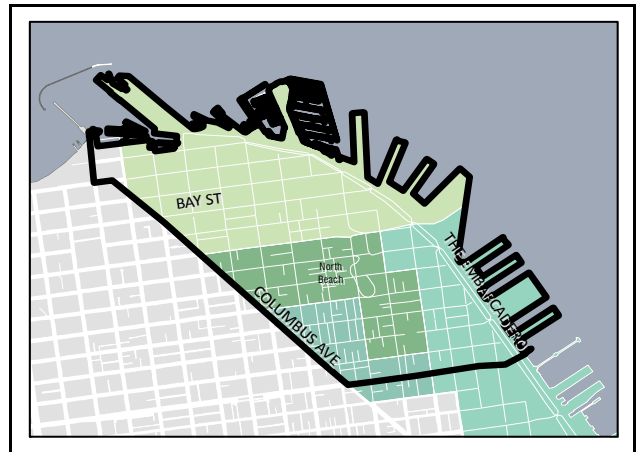 BAY ST
THE EMBARCADERO
North
Beach
COLUMBUS AVE